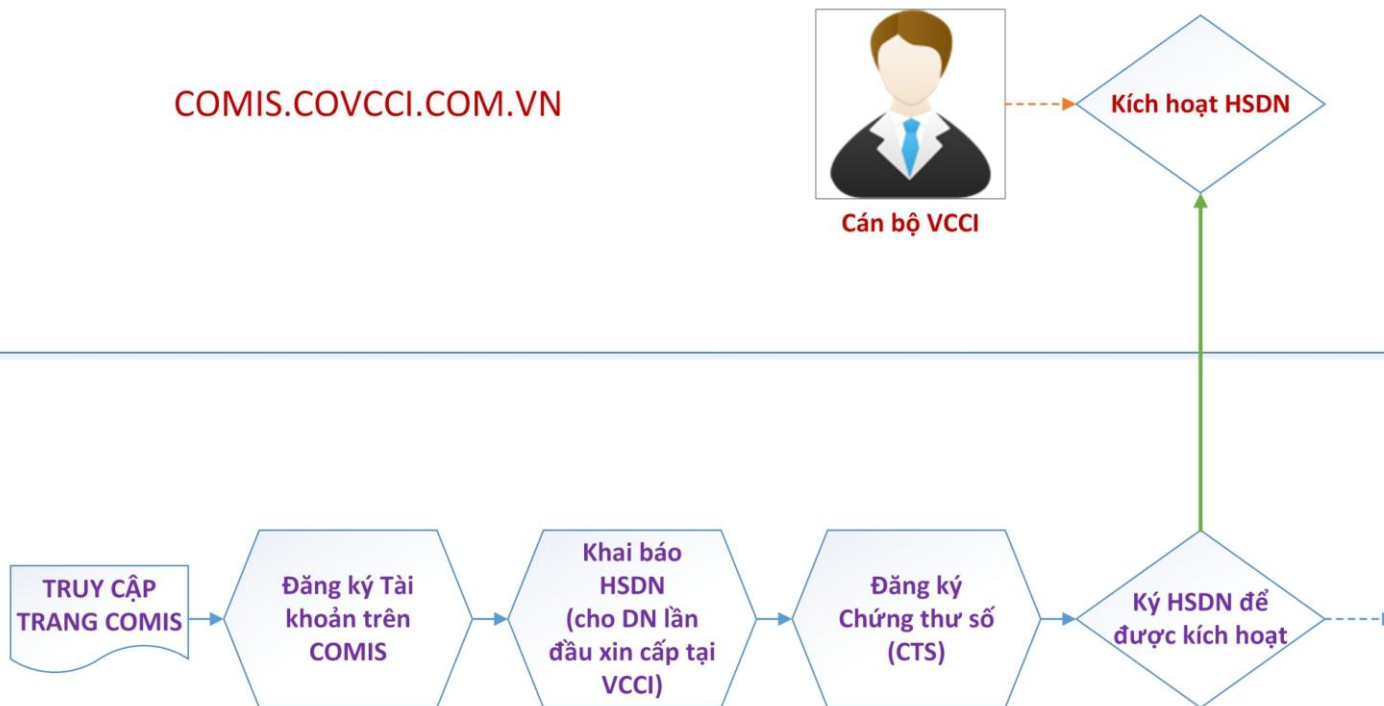 COMIS.COVCCI.COM.VN
Kích hoạt HSDN
Cán bộ VCCI
TRUY CẬP
TRANG COMIS
Đăng ký Tài
khoản trên
COMIS
Khai báo
HSDN
(cho DN lần
đầu xin cấp tại
VCCI)
Đăng ký
Chứng thư số
(CTS)
Ký HSDN để
được kích hoạt